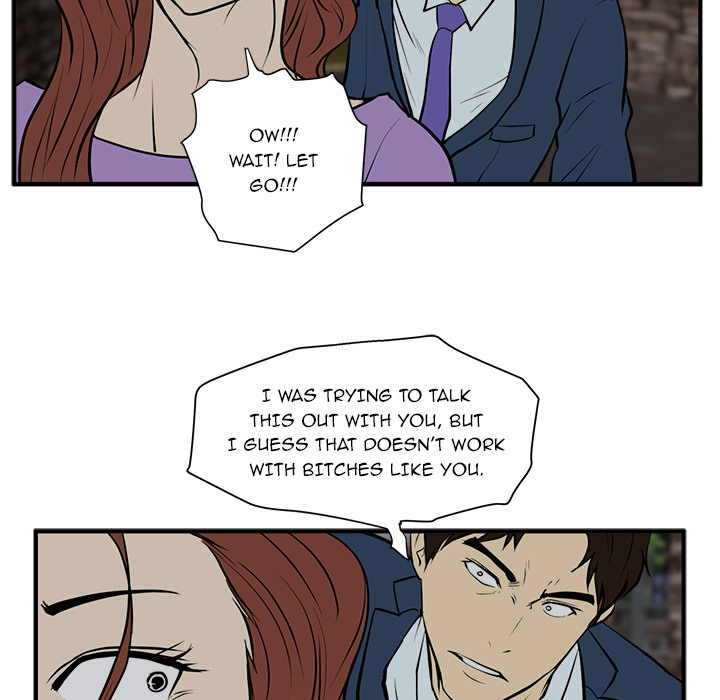 OW!!!
WAIT! LET
GO!!!
I WAS TRYING TO TALK
THIS OUT WITH YOU, BUT
I GUESS THAT DOESN'T WORK
WITH BITCHES LIKE YOU.